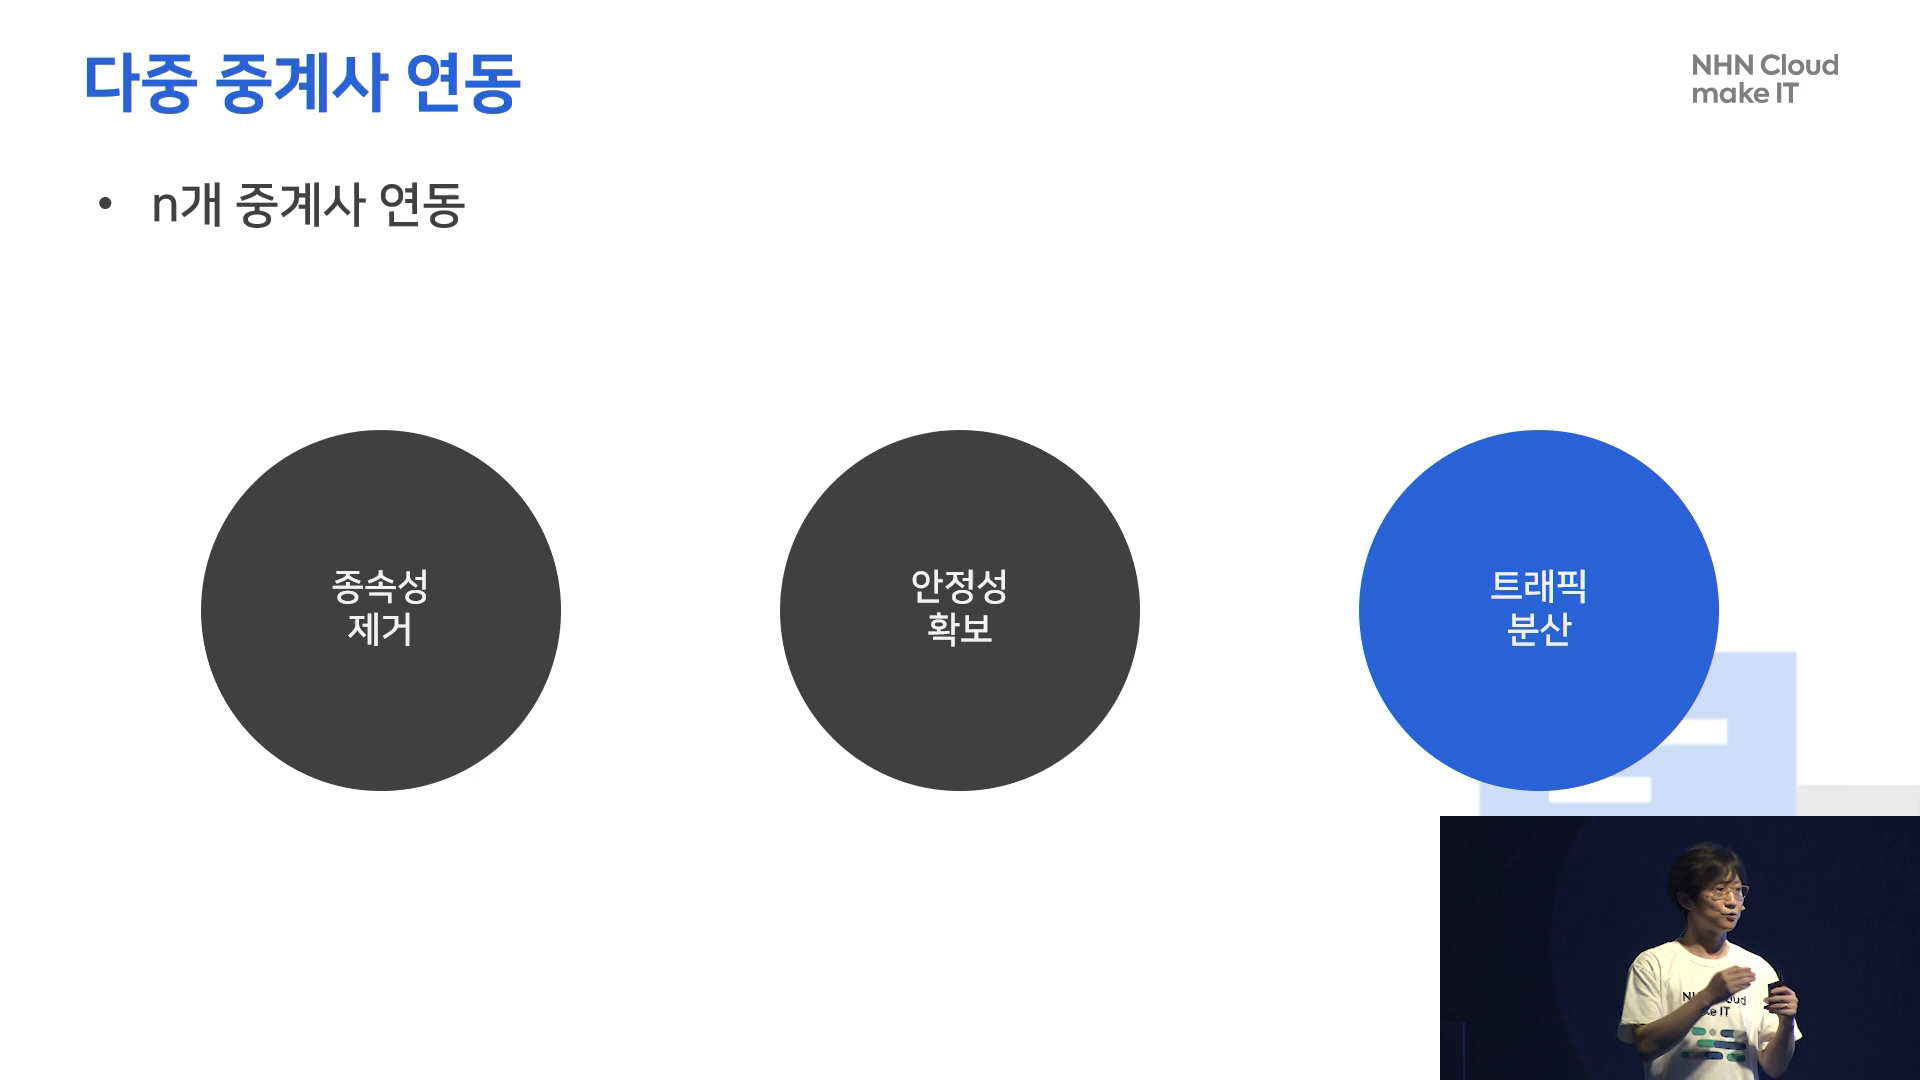 다중 중계사 연동
NHN Cloud
make IT
• n개 중계사 연동
종속성
제거
안정성
확보
트래픽
분산